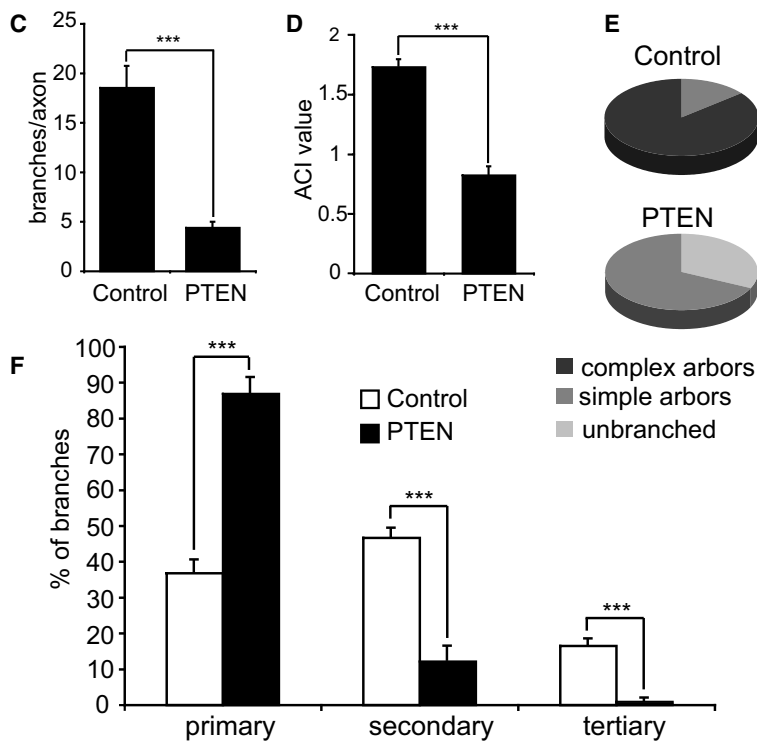 C
branches/axon
25
20
15
10
5
0
***
Control PTEN
D
ACI value
2
1.5
1
0.5
0
***
Control PTEN
E
Control
PTEN
complex arbors
simple arbors
unbranched
F
% of branches
100
90
80
70
60
50
40
30
20
10
0
***
***
***
Control
PTEN
primary secondary tertiary